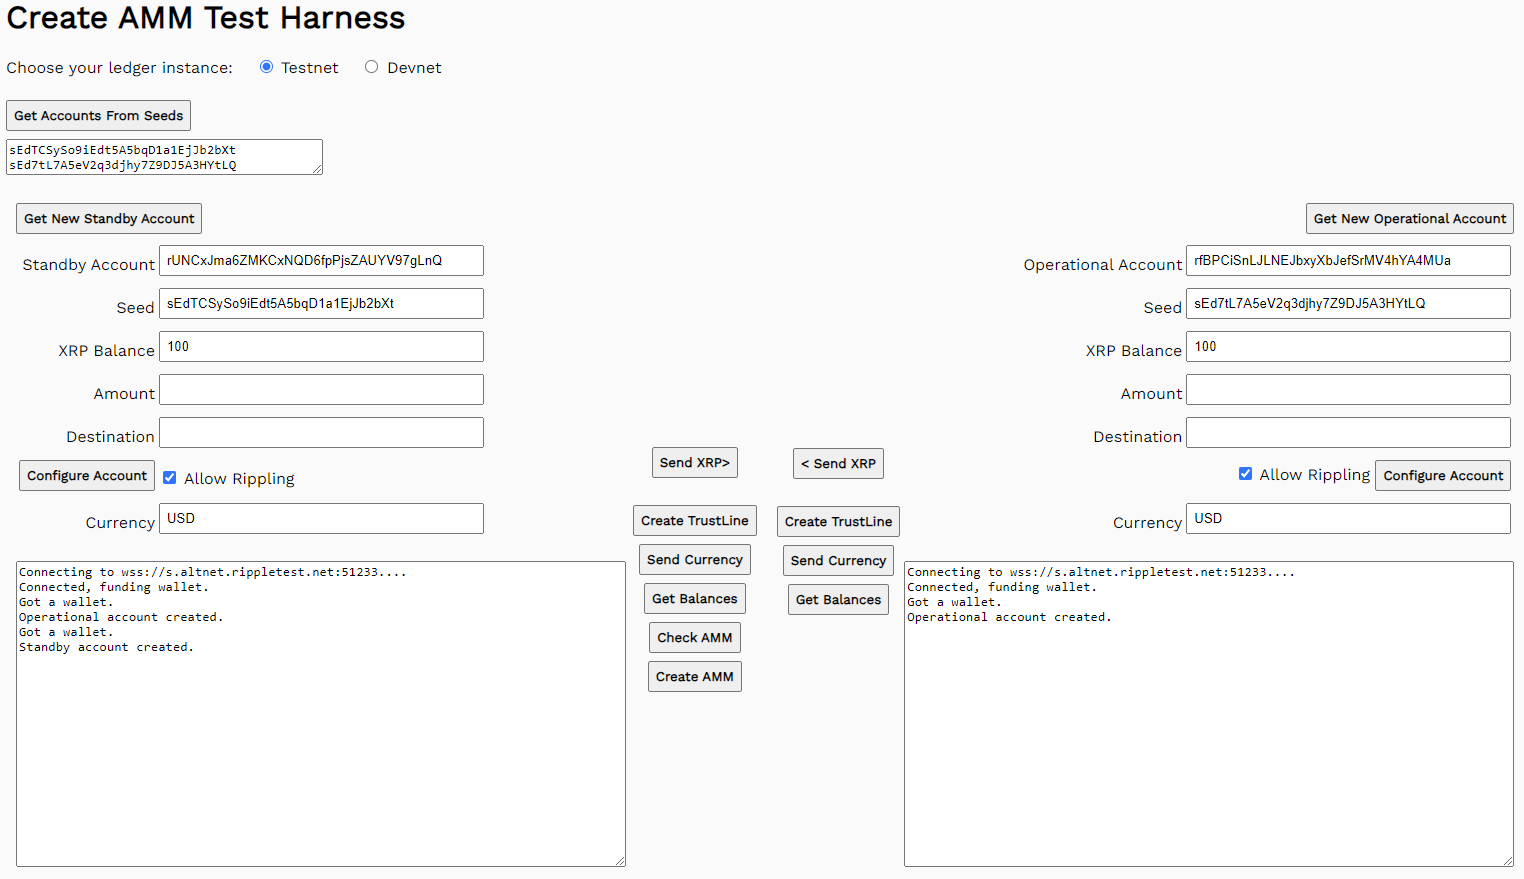 Create AMM Test Harness
Choose your ledger instance: Testnet Devnet
Get Accounts From Seeds
sEdTCSySo9iEdt5A5bqD1a1EjJb2bXt
sEd7tL7A5eV2q3djhy7Z9DJ5A3HYtLQ
Get New Standby Account
Get New Operational Account
Standby Account rUNCxJma6ZMKCxNQD6fpPjsZAUYV97gLnQ
Operational Account rfBPCiSnLJLNEJbxyXbJefSrMV4hYA4MUa
Seed sEdTCSySo9iEdt5A5bqD1a1EjJb2bXt
Seed sEd7tL7A5eV2q3djhy7Z9DJ5A3HYtLQ
XRP Balance 100
XRP Balance 100
Amount
Amount
Destination
Destination
Send XRP>
< Send XRP
Configure Account Allow Rippling
Allow Rippling Configure Account
Currency USD
Currency USD
Create TrustLine
Create TrustLine
Send Currency
Send Currency
Get Balances
Get Balances
Check AMM
Create AMM
Connecting to wss://s.altnet.rippletest.net:51233....
Connected, funding wallet.
Got a wallet.
Operational account created.
Got a wallet.
Standby account created.
Connecting to wss://s.altnet.rippletest.net:51233....
Connected, funding wallet.
Got a wallet.
Operational account created.